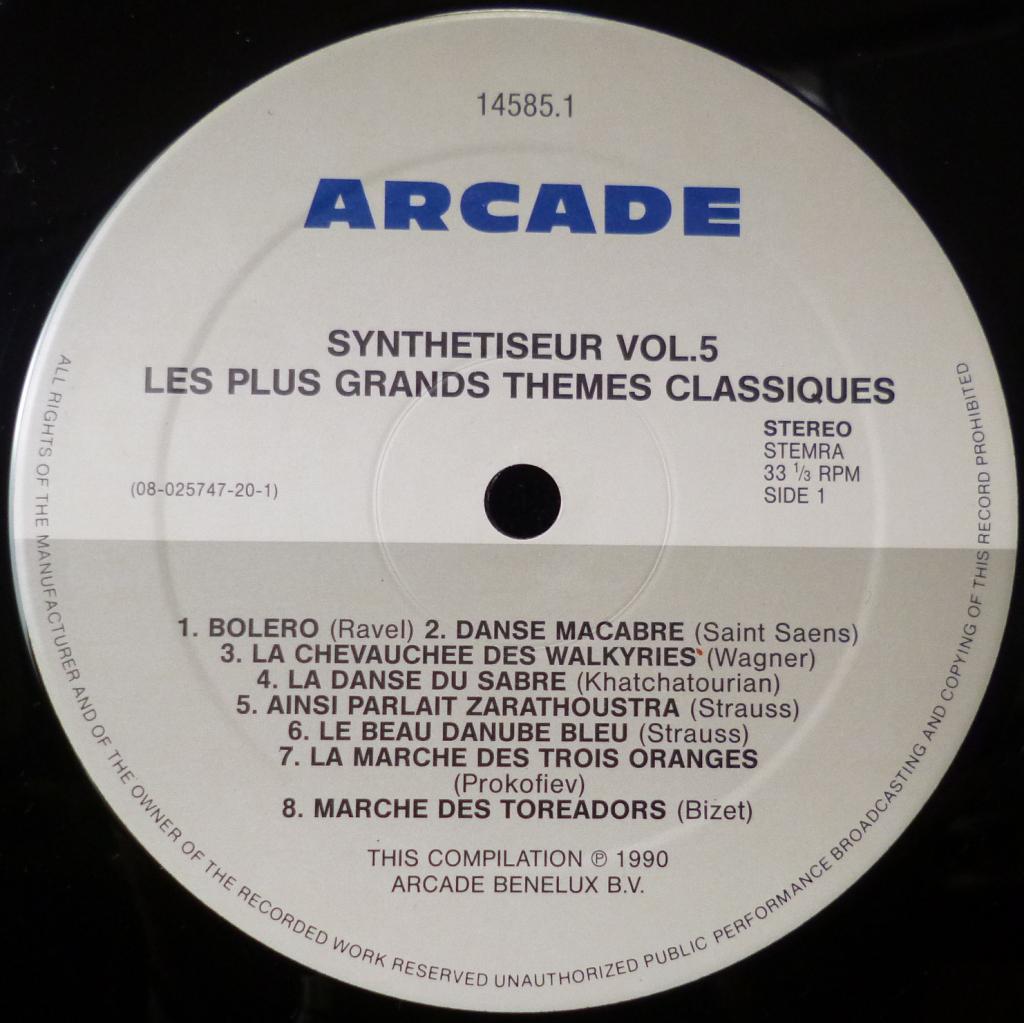 14585.1
ARCADE
SYNTHETISEUR VOL.5
LES PLUS GRANDS THEMES CLASSIQUES
STEREO
STEMRA
33 1/3 RPM
SIDE 1
(08-025747-20-1)
1. BOLERO (Ravel) 2. DANSE MACABRE (Saint Saens)
3. LA CHEVAUCHEE DES WALKYRIES (Wagner)
4. LA DANSE DU SABRE (Khatchatourian)
5. AINSI PARLAIT ZARATHOUSTRA (Strauss)
6. LE BEAU DANUBE BLEU (Strauss)
7. LA MARCHE DES TROIS ORANGES
(Prokofiev)
8. MARCHE DES TOREADORS (Bizet)
THIS COMPILATION ℗ 1990
ARCADE BENELUX B.V.
ALL RIGHTS OF THE MANUFACTURER AND OF THE OWNER OF THE RECORDED WORK RESERVED UNAUTHORIZED PUBLIC PERFORMANCE BROADCASTING AND COPYING OF THIS RECORD PROHIBITED